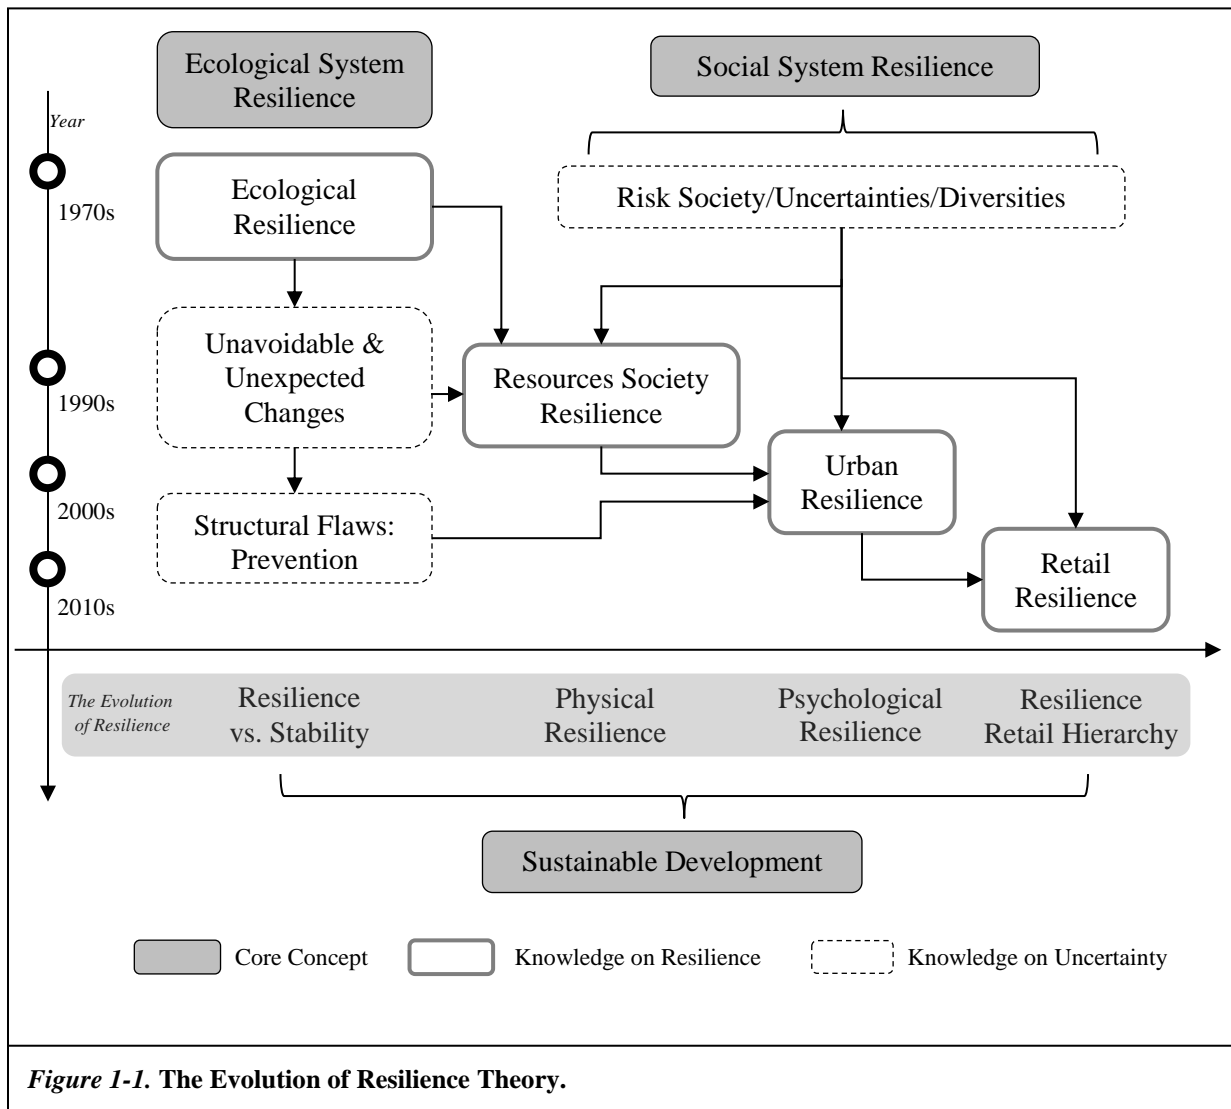 Ecological System
Resilience
Social System Resilience
Year
Ecological
Resilience
Risk Society/Uncertainties/Diversities
1970s
Unavoidable &
Unexpected
Changes
Resources Society
Resilience
1990s
Urban
Resilience
2000s
Structural Flaws:
Prevention
Retail
Resilience
2010s
The Evolution
of Resilience
Resilience
vs. Stability
Physical
Resilience
Psychological
Resilience
Resilience
Retail Hierarchy
Sustainable Development
Core Concept
Knowledge on Resilience
Knowledge on Uncertainty
Figure 1-1. The Evolution of Resilience Theory.